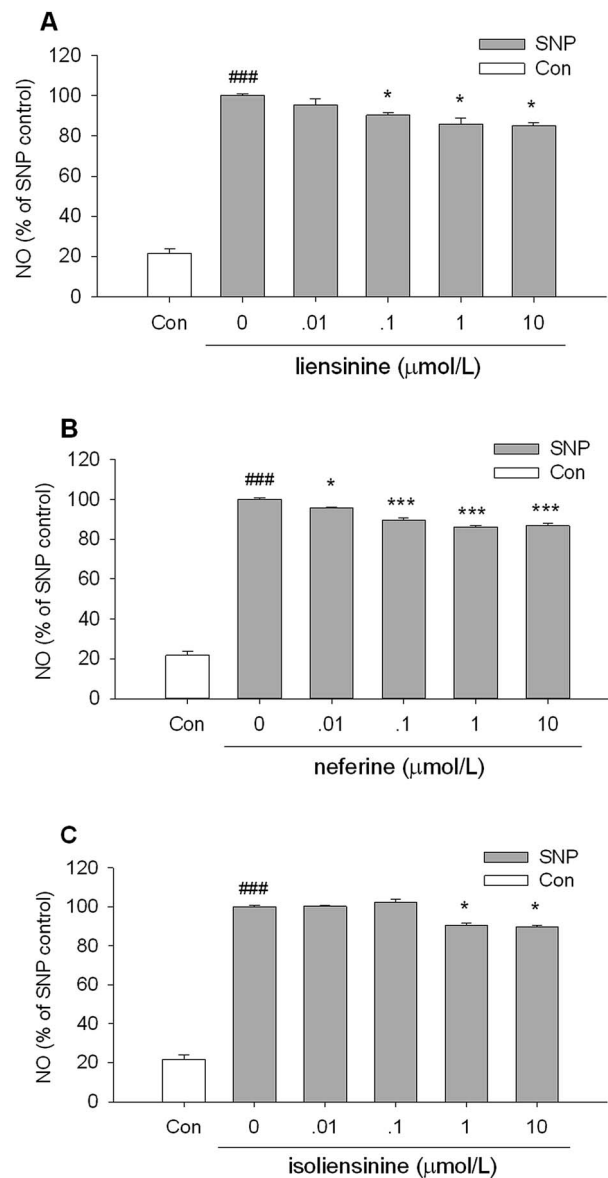 A
SNP
Con
NO (% of SNP control)
120
100
80
60
40
20
0
###
*
*
*
Con 0 .01 .1 1 10
liensinine (μmol/L)
B
SNP
Con
NO (% of SNP control)
120
100
80
60
40
20
0
###
*
***
***
***
Con 0 .01 .1 1 10
neferine (μmol/L)
C
SNP
Con
NO (% of SNP control)
120
100
80
60
40
20
0
###
*
*
Con 0 .01 .1 1 10
isoliensinine (μmol/L)